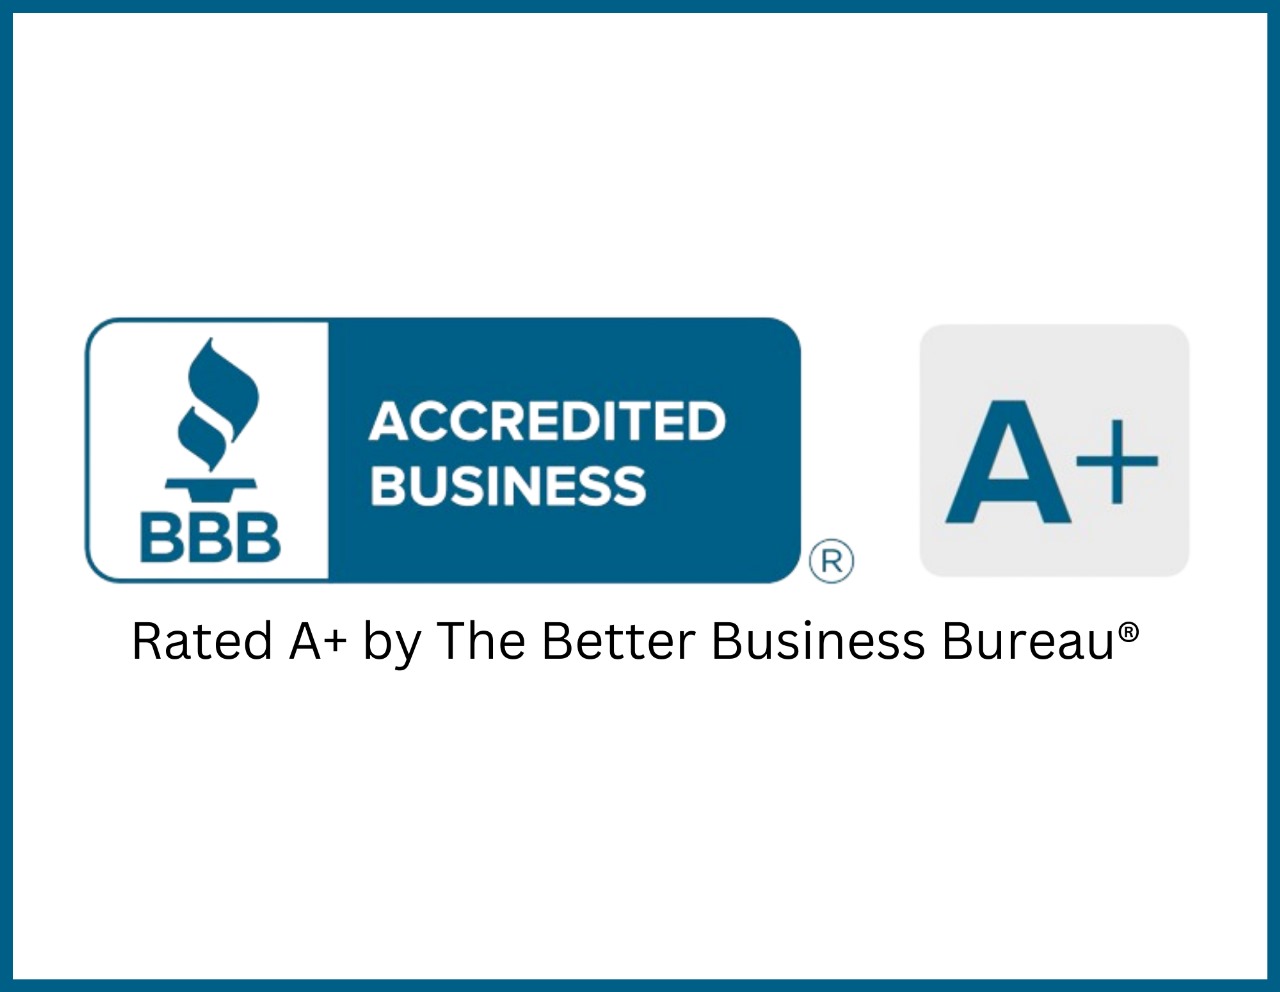 ACCREDITED
BUSINESS
BBB
®
A+
Rated A+ by The Better Business Bureau®